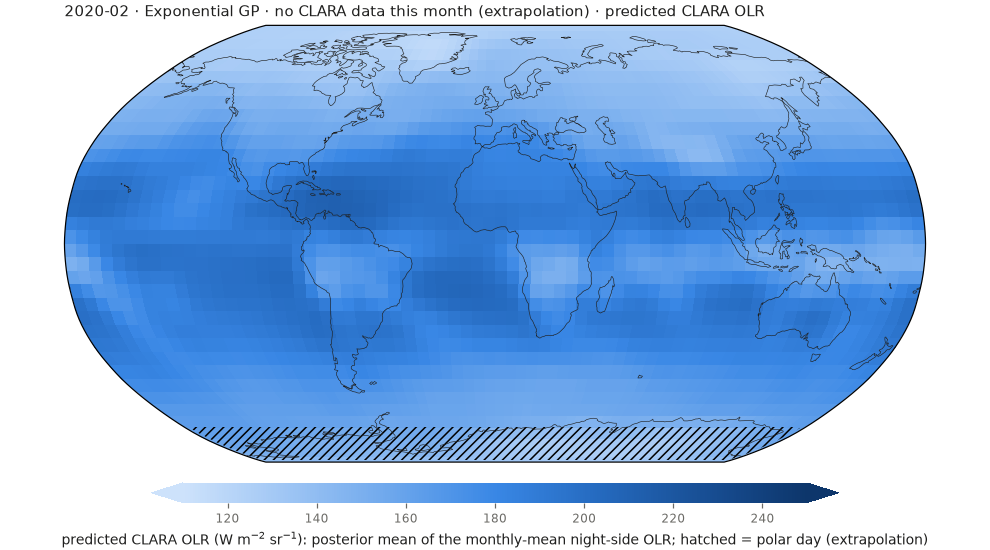 2020-02 · Exponential GP · no CLARA data this month (extrapolation) · predicted CLARA OLR
120 140 160 180 200 220 240
predicted CLARA OLR (W m⁻² sr⁻¹): posterior mean of the monthly-mean night-side OLR; hatched = polar day (extrapolation)